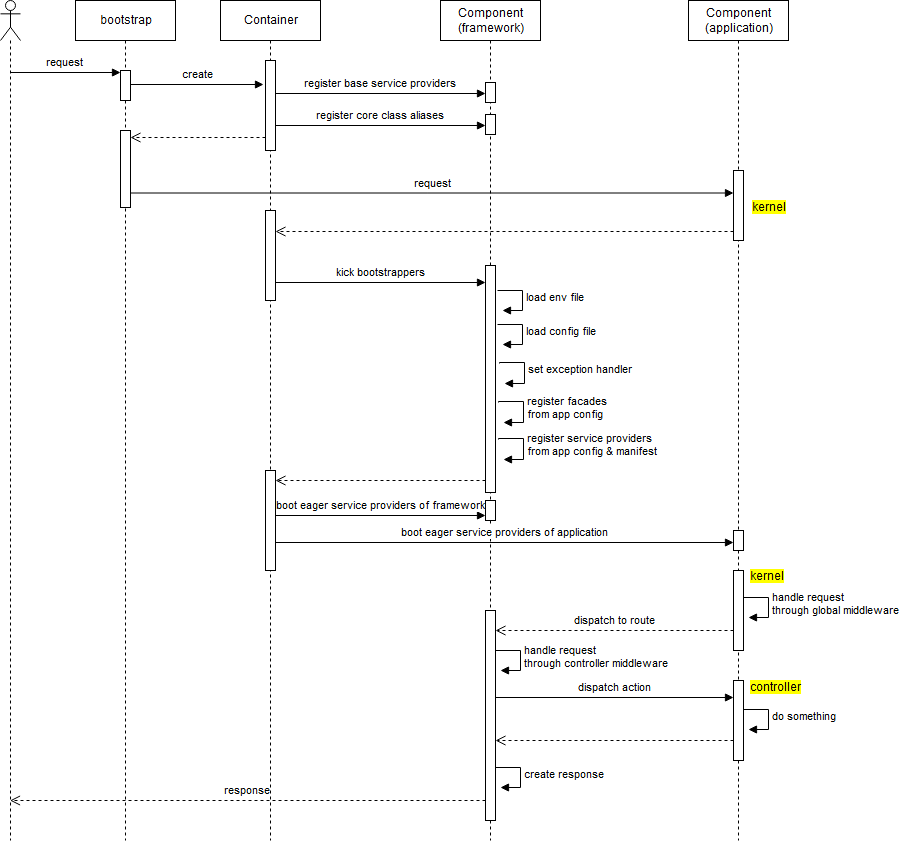 bootstrap
Container
Component
(framework)
Component
(application)
request
create
register base service providers
register core class aliases
request
kernel
kick bootstrappers
load env file
load config file
set exception handler
register facades
from app config
register service providers
from app config & manifest
boot eager service providers of framework
boot eager service providers of application
kernel
handle request
through global middleware
dispatch to route
handle request
through controller middleware
dispatch action
controller
do something
create response
response